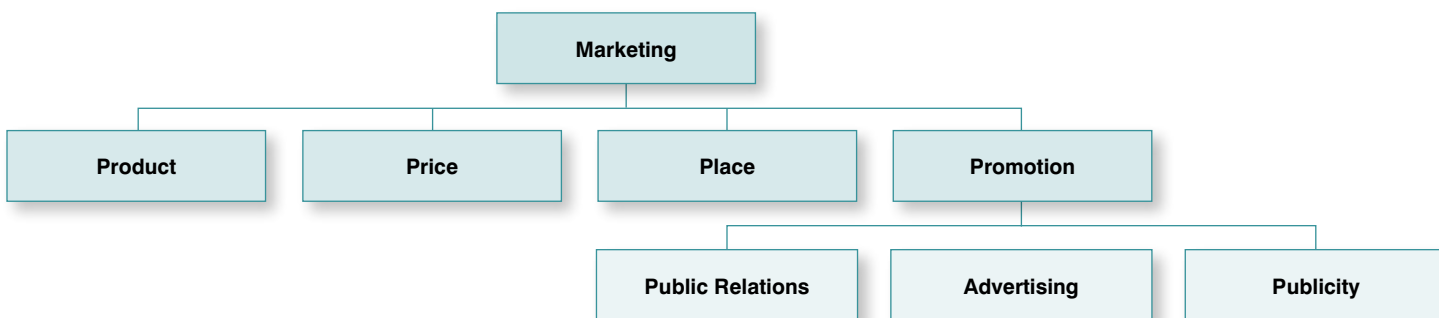 Marketing
Product
Price
Place
Promotion
Public Relations
Advertising
Publicity